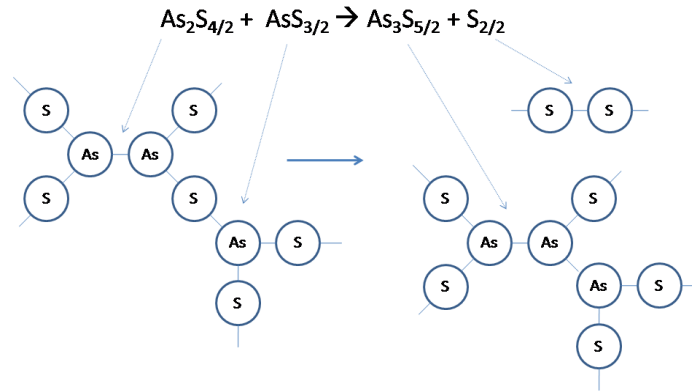 As₂S₄/₂ + AsS₃/₂ → As₃S₅/₂ + S₂/₂
S S S S
As As
S S S S
As S As As
S As S
S
S